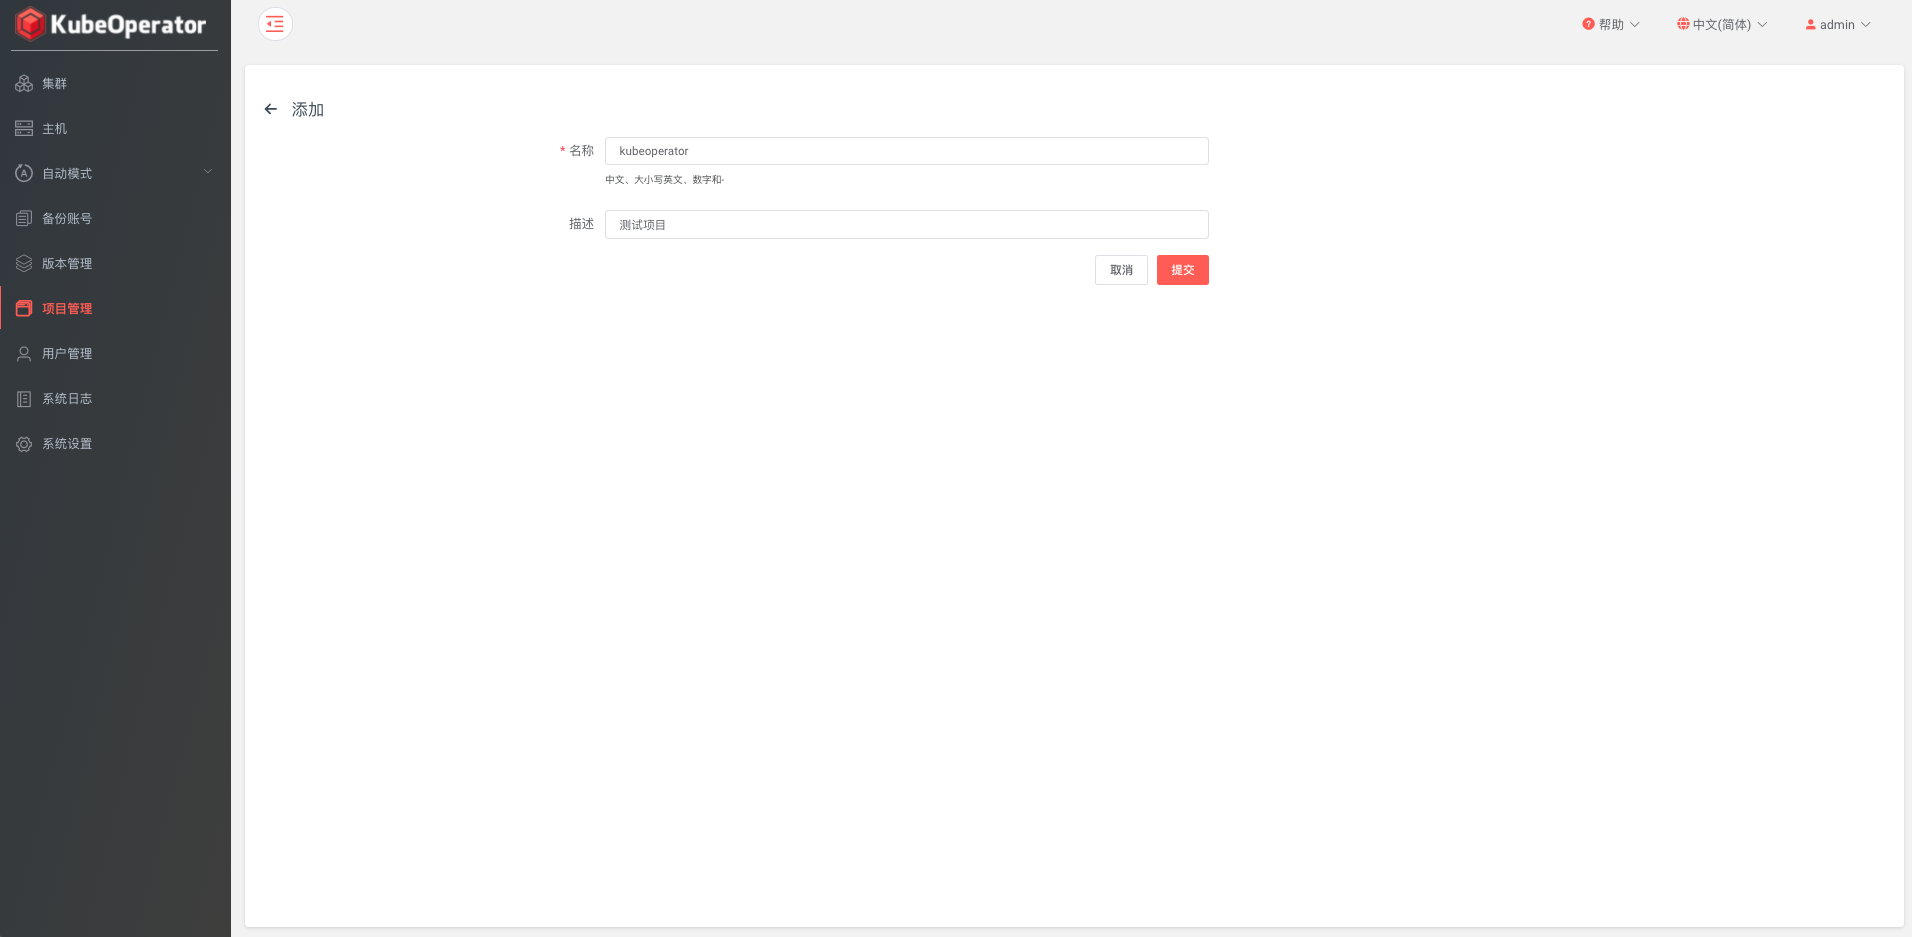 KubeOperator
帮助
中文(简体)
admin
集群
主机
自动模式
备份账号
版本管理
项目管理
用户管理
系统日志
系统设置
添加
* 名称 kubeoperator
中文、大小写英文、数字和-
描述 测试项目
取消 提交